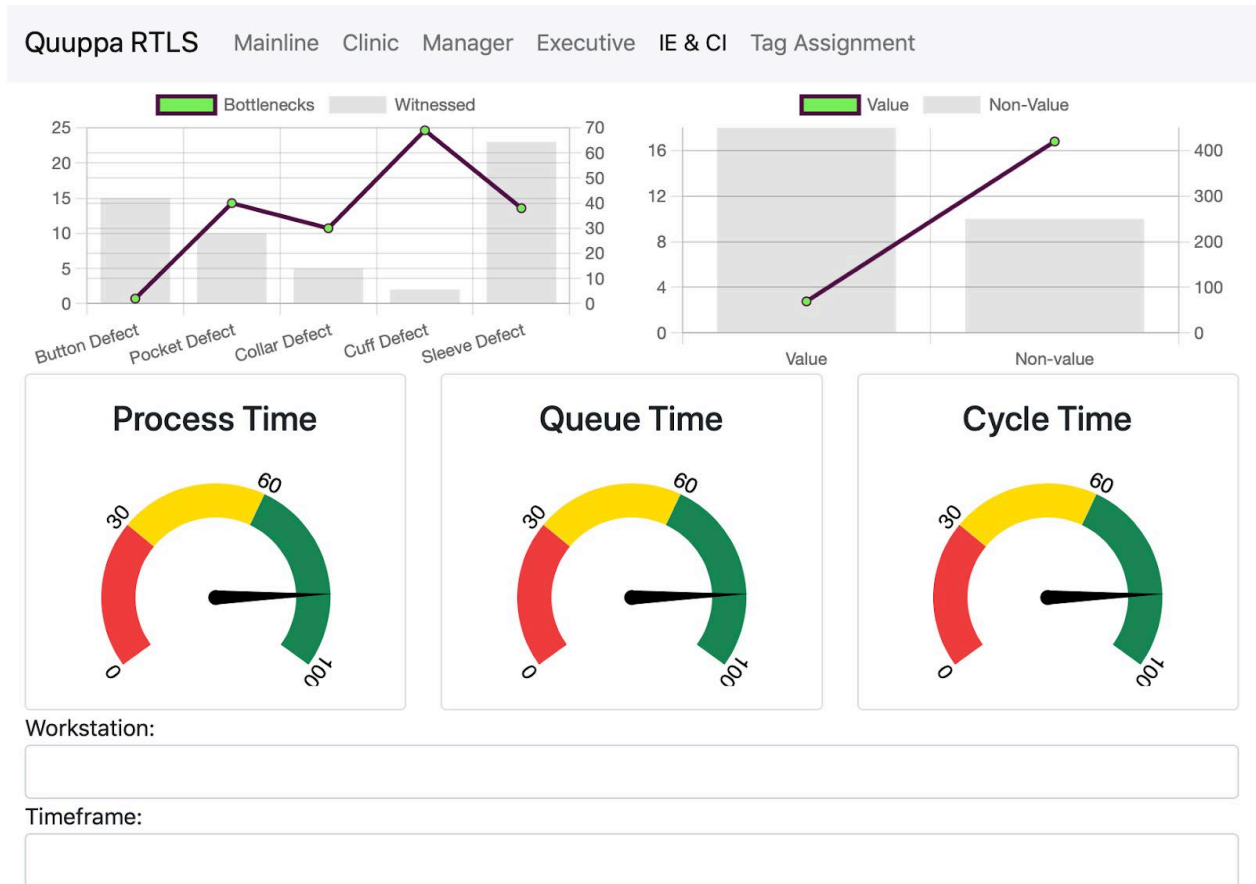 Quuppa RTLS Mainline Clinic Manager Executive IE & CI Tag Assignment
Bottlenecks Witnessed
25
20
15
10
5
0
70
60
50
40
30
20
10
0
Button Defect
Pocket Defect
Collar Defect
Cuff Defect
Sleeve Defect
Value Non-Value
16
12
8
4
0
400
300
200
100
0
Value
Non-value
Process Time
0
30
60
100
Queue Time
0
30
60
100
Cycle Time
0
30
60
100
Workstation:
Timeframe: